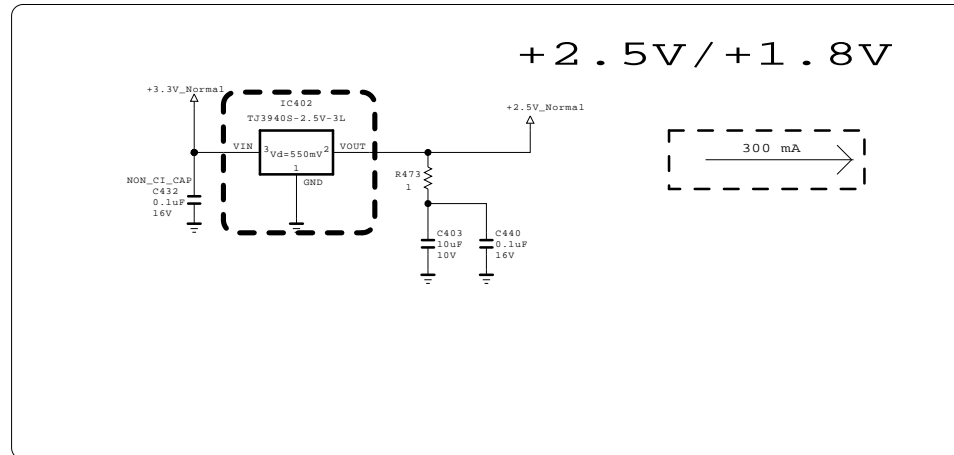 +2.5V/+1.8V
+3.3V_Normal
IC402
TJ3940S-2.5V-3L
+2.5V_Normal
VIN
3
Vd=550mV
2
VOUT
1
GND
300 mA
NON_CI_CAP
C432
0.1uF
16V
R473
1
C403
10uF
10V
C440
0.1uF
16V